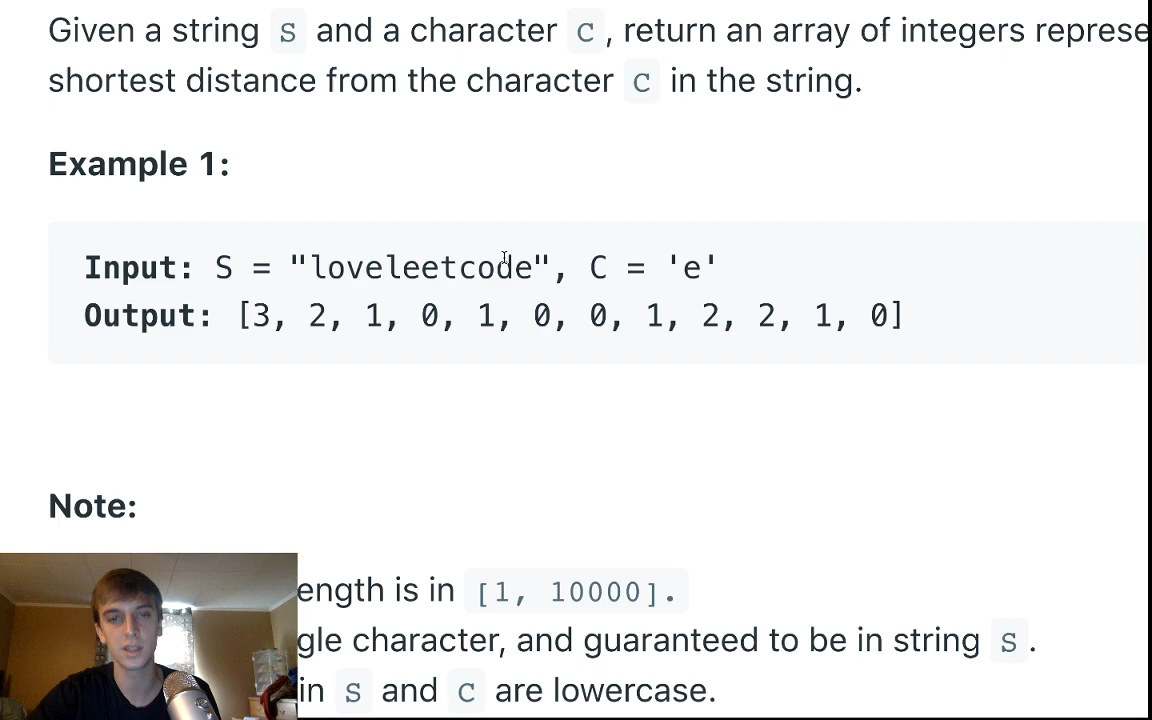 Given a string S and a character C, return an array of integers represe
shortest distance from the character C in the string.
Example 1:
Input: S = "loveleetcode", C = 'e'
Output: [3, 2, 1, 0, 1, 0, 0, 1, 2, 2, 1, 0]
Note:
ength is in [1, 10000].
gle character, and guaranteed to be in string S.
in S and C are lowercase.